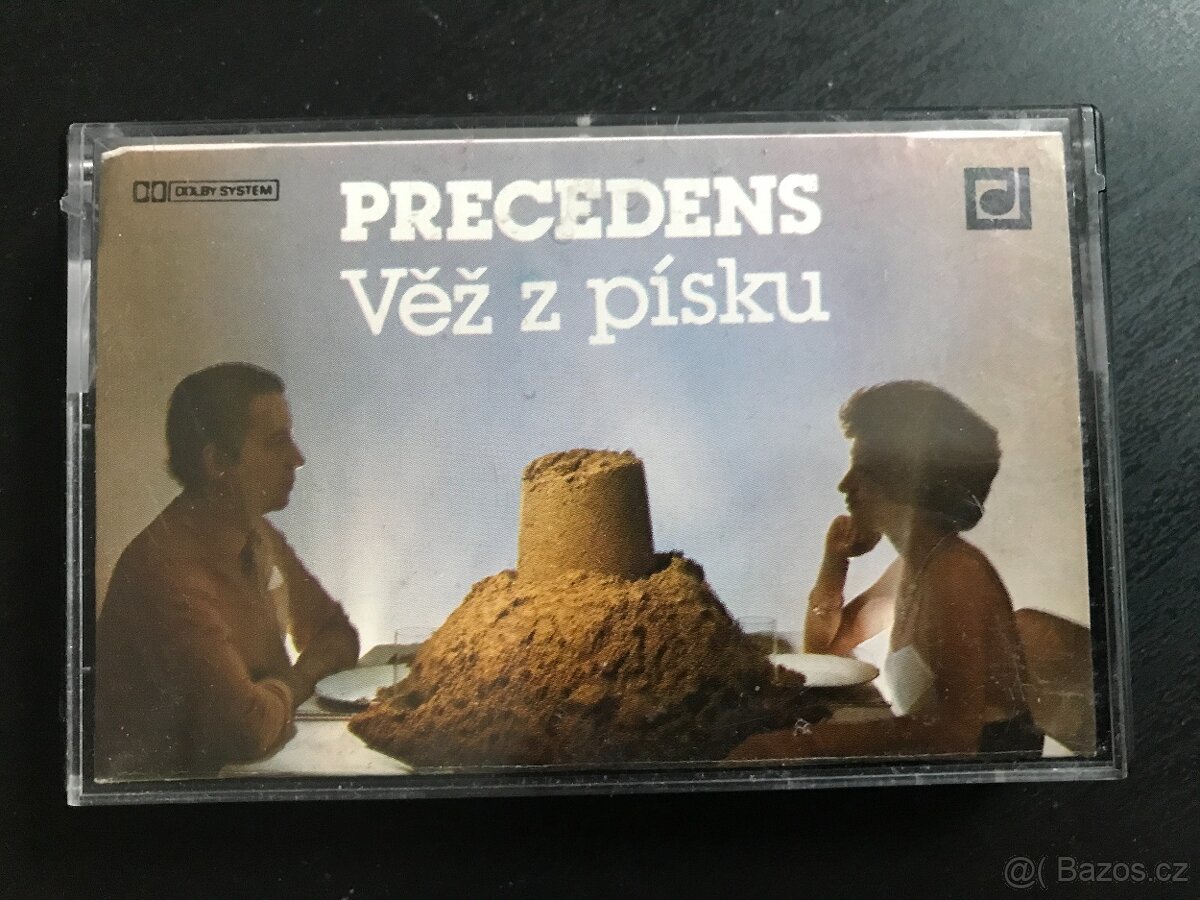 DOLBY SYSTEM
PRECEDENS
Věž z písku
@( Bazos.cz